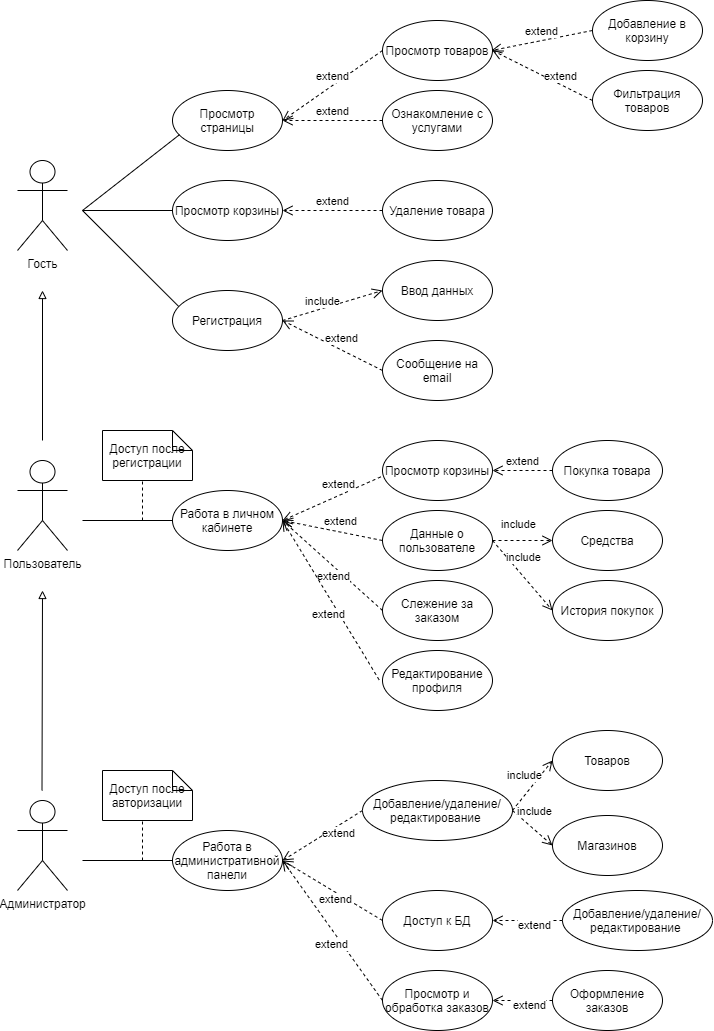 Добавление в
корзину
extend
Просмотр товаров
extend
Фильтрация
товаров
extend
Просмотр
страницы
extend
Ознакомление с
услугами
Гость
Просмотр корзины
extend
Удаление товара
Регистрация
include
Ввод данных
extend
Сообщение на
email
Доступ после
регистрации
Пользователь
Работа в личном
кабинете
extend
Просмотр корзины
extend
Покупка товара
extend
Данные о
пользователе
include
Средства
include
История покупок
extend
Слежение за
заказом
extend
Редактирование
профиля
Доступ после
авторизации
Администратор
Работа в
административной
панели
extend
Добавление/удаление/
редактирование
include
Товаров
include
Магазинов
extend
Доступ к БД
extend
Добавление/удаление/
редактирование
extend
Просмотр и
обработка заказов
extend
Оформление
заказов